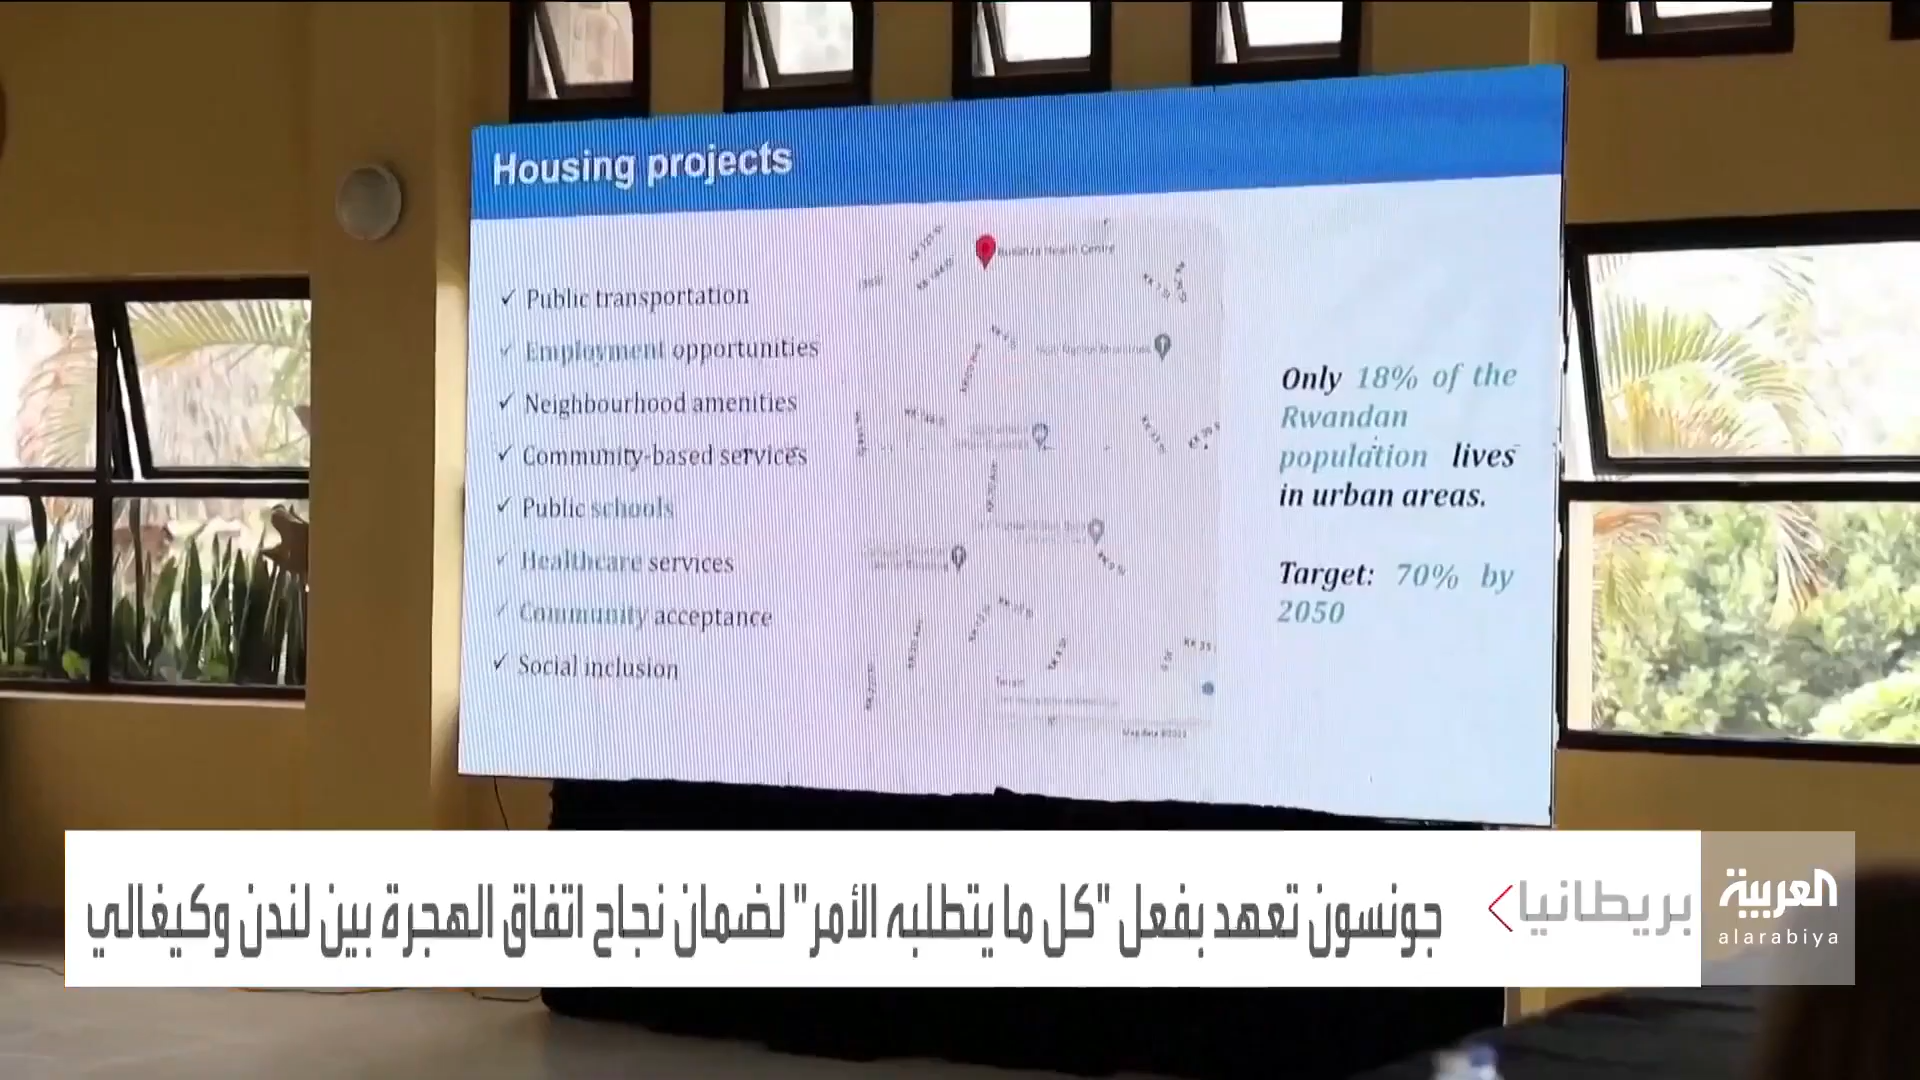 Housing projects
✓ Public transportation
✓ Employment opportunities
✓ Neighbourhood amenities
✓ Community-based services
✓ Public schools
✓ Healthcare services
✓ Community acceptance
✓ Social inclusion
Health Centre
Only 18% of the
Rwandan
population lives
in urban areas.
Target: 70% by
2050
بريطانيا
جونسون تعهد بفعل "كل ما يتطلبه الأمر" لضمان نجاح اتفاق الهجرة بين لندن وكيغالي
العربية
alarabiya